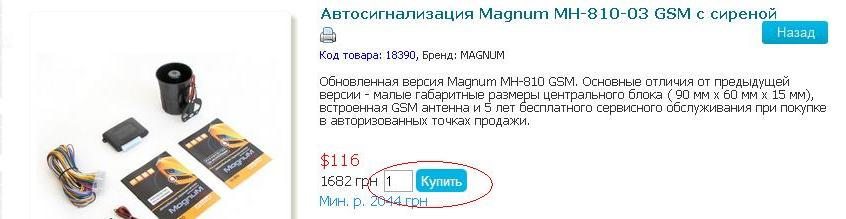 Автосигнализация Magnum MH-810-03 GSM с сиреной
Назад
Код товара: 18390, Бренд: MAGNUM
Обновленная версия Magnum MH-810 GSM. Основные отличия от предыдущей
версии - малые габаритные размеры центрального блока ( 90 мм х 60 мм х 15 мм),
встроенная GSM антенна и 5 лет бесплатного сервисного обслуживания при покупке
в авторизованных точках продажи.
$116
1682 грн 1 Купить
Мин. р. 2044 грн
MagnuM
MagnuM